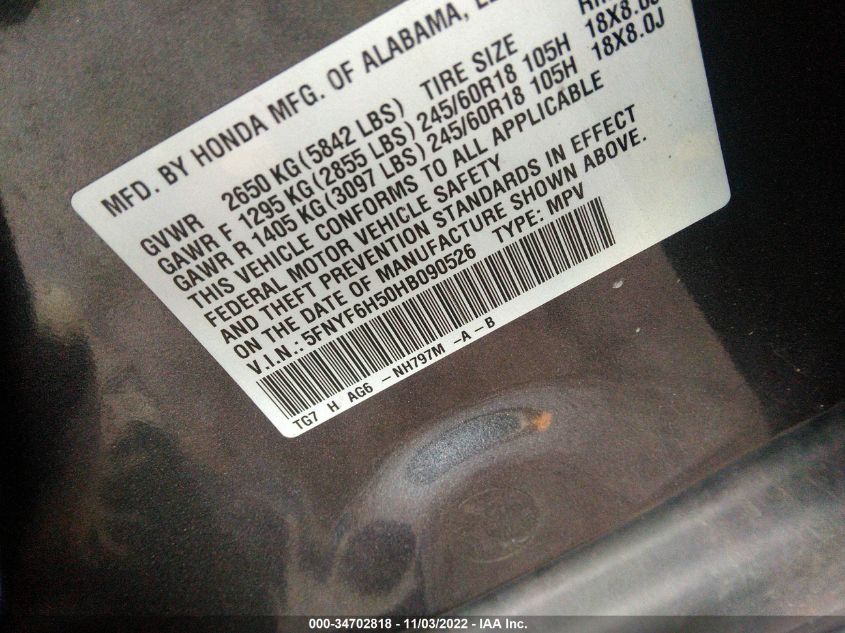 MFD. BY HONDA MFG. OF ALABAMA,
GVWR 2650 KG(5842 LBS) TIRE SIZE
GAWR F 1295 KG(2855 LBS) 245/60R18 105H 18X8.0J
GAWR R 1405 KG(3097 LBS) 245/60R18 105H 18X8.0J
THIS VEHICLE CONFORMS TO ALL APPLICABLE
FEDERAL MOTOR VEHICLE SAFETY
AND THEFT PREVENTION STANDARDS IN EFFECT
ON THE DATE OF MANUFACTURE SHOWN ABOVE.
V.I.N.: 5FNYF6H50HB090526 TYPE: MPV
TG7 H AG6 - NH797M -A-B
000-34702818 - 11/03/2022 - IAA Inc.